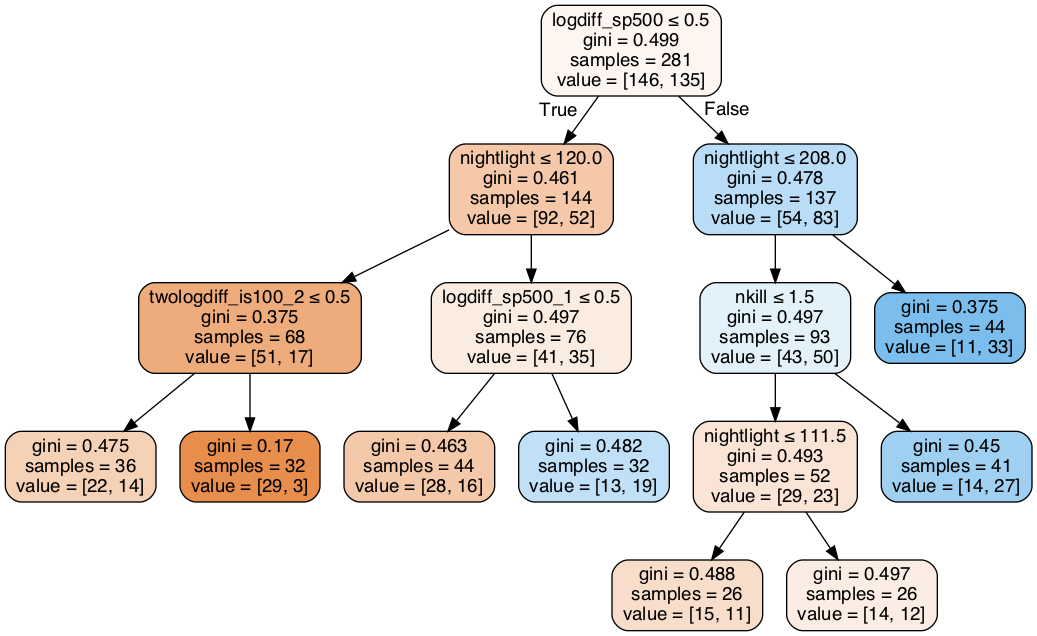 logdiff_sp500 ≤ 0.5
gini = 0.499
samples = 281
value = [146, 135]
True
False
nightlight ≤ 120.0
gini = 0.461
samples = 144
value = [92, 52]
nightlight ≤ 208.0
gini = 0.478
samples = 137
value = [54, 83]
twologdiff_is100_2 ≤ 0.5
gini = 0.375
samples = 68
value = [51, 17]
logdiff_sp500_1 ≤ 0.5
gini = 0.497
samples = 76
value = [41, 35]
nkill ≤ 1.5
gini = 0.497
samples = 93
value = [43, 50]
gini = 0.375
samples = 44
value = [11, 33]
gini = 0.475
samples = 36
value = [22, 14]
gini = 0.17
samples = 32
value = [29, 3]
gini = 0.463
samples = 44
value = [28, 16]
gini = 0.482
samples = 32
value = [13, 19]
nightlight ≤ 111.5
gini = 0.493
samples = 52
value = [29, 23]
gini = 0.45
samples = 41
value = [14, 27]
gini = 0.488
samples = 26
value = [15, 11]
gini = 0.497
samples = 26
value = [14, 12]